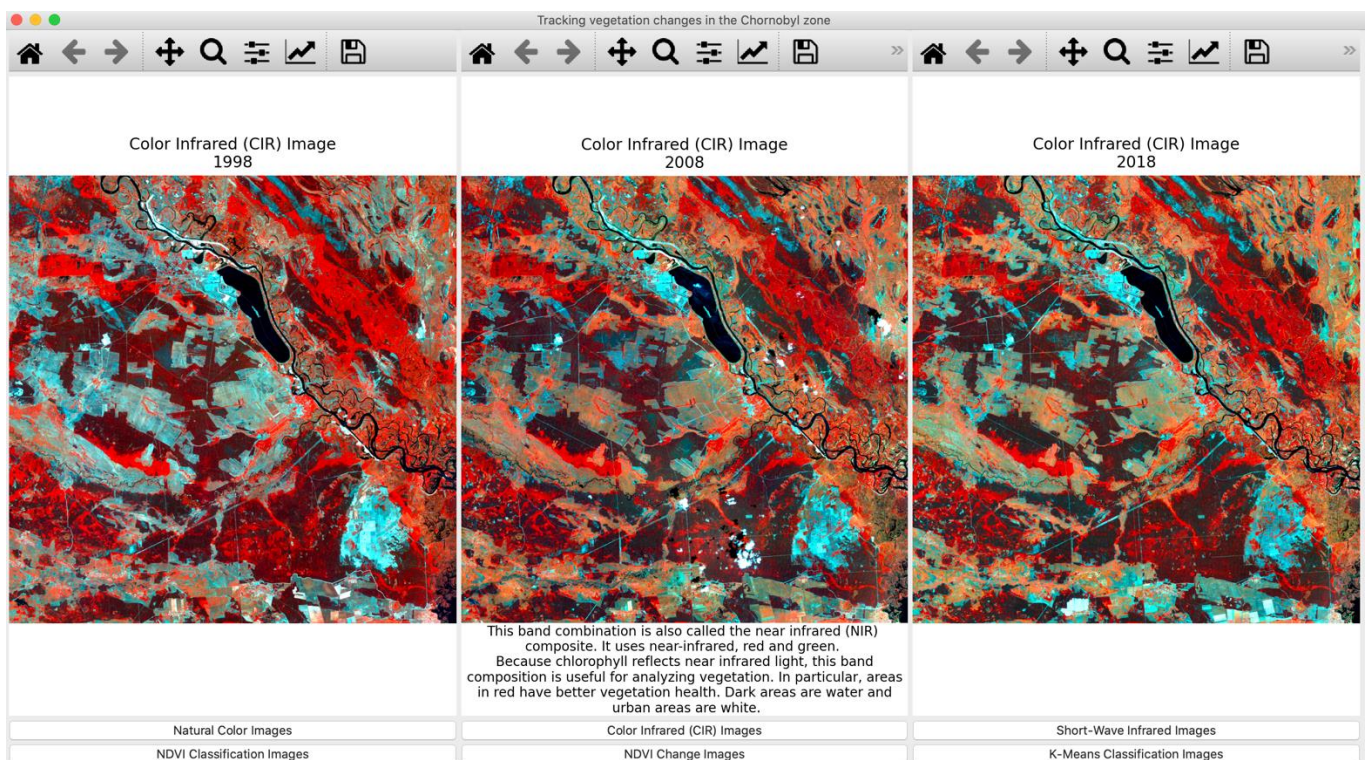 Tracking vegetation changes in the Chornobyl zone
Color Infrared (CIR) Image
1998
Color Infrared (CIR) Image
2008
Color Infrared (CIR) Image
2018
This band combination is also called the near infrared (NIR)
composite. It uses near-infrared, red and green.
Because chlorophyll reflects near infrared light, this band
composition is useful for analyzing vegetation. In particular, areas
in red have better vegetation health. Dark areas are water and
urban areas are white.
Natural Color Images
Color Infrared (CIR) Images
Short-Wave Infrared Images
NDVI Classification Images
NDVI Change Images
K-Means Classification Images